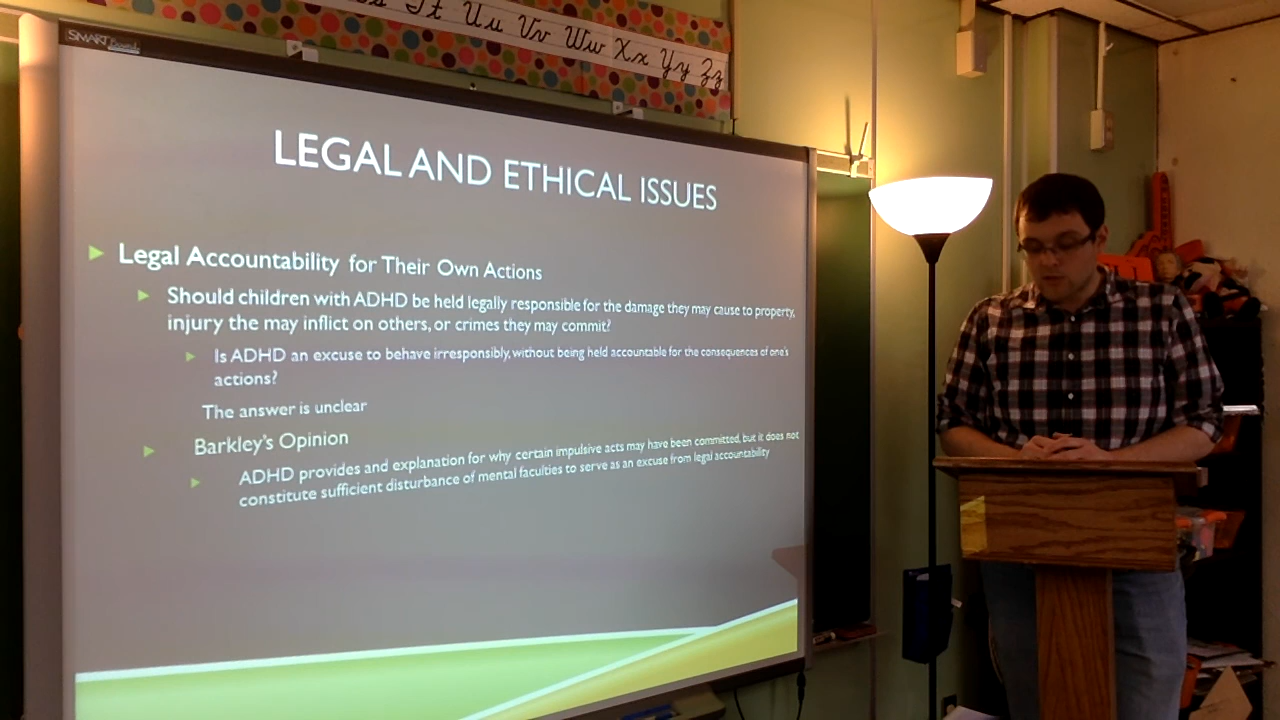 Tt Uu Vv Ww Xx Yy Zz
SMART Board
LEGAL AND ETHICAL ISSUES
Legal Accountability for Their Own Actions
Should children with ADHD be held legally responsible for the damage they may cause to property,
injury the may inflict on others, or crimes they may commit?
Is ADHD an excuse to behave irresponsibly, without being held accountable for the consequences of one's
actions?
The answer is unclear
Barkley's Opinion
ADHD provides and explanation for why certain impulsive acts may have been committed, but it does not
constitute sufficient disturbance of mental faculties to serve as an excuse from legal accountability